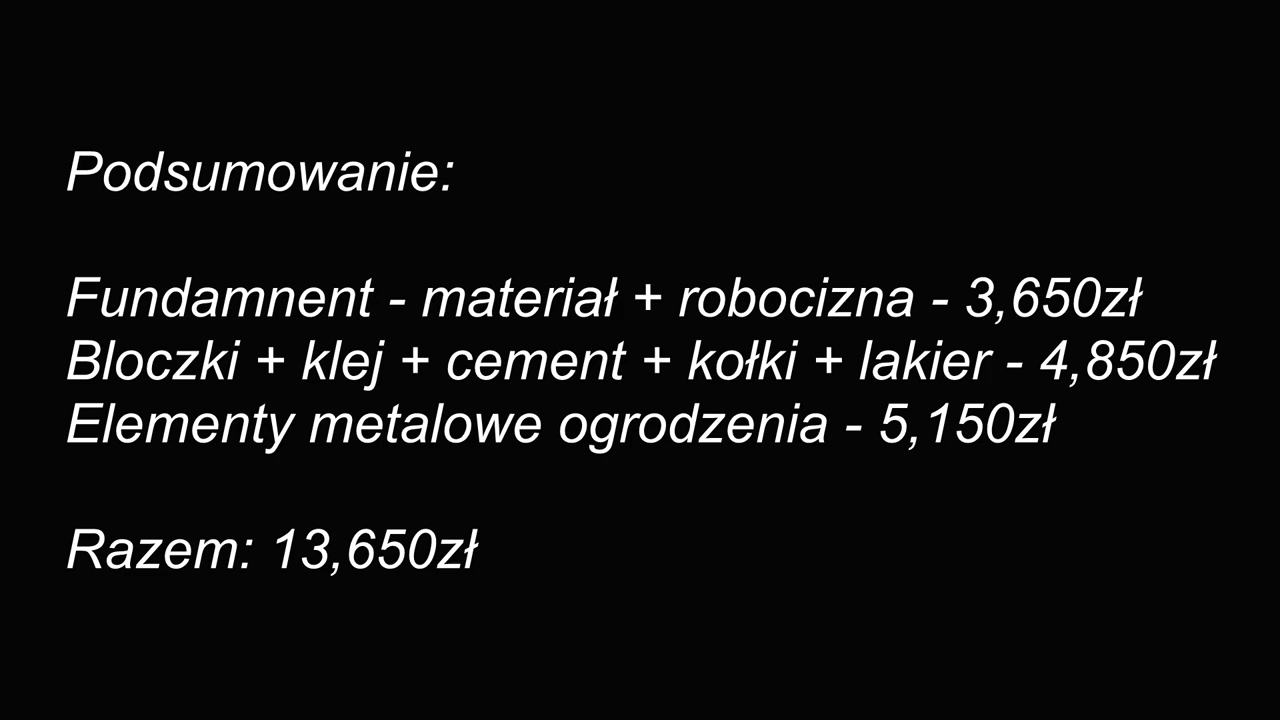 Podsumowanie:
Fundamnent - materiał + robocizna - 3,650zł
Bloczki + klej + cement + kołki + lakier - 4,850zł
Elementy metalowe ogrodzenia - 5,150zł
Razem: 13,650zł